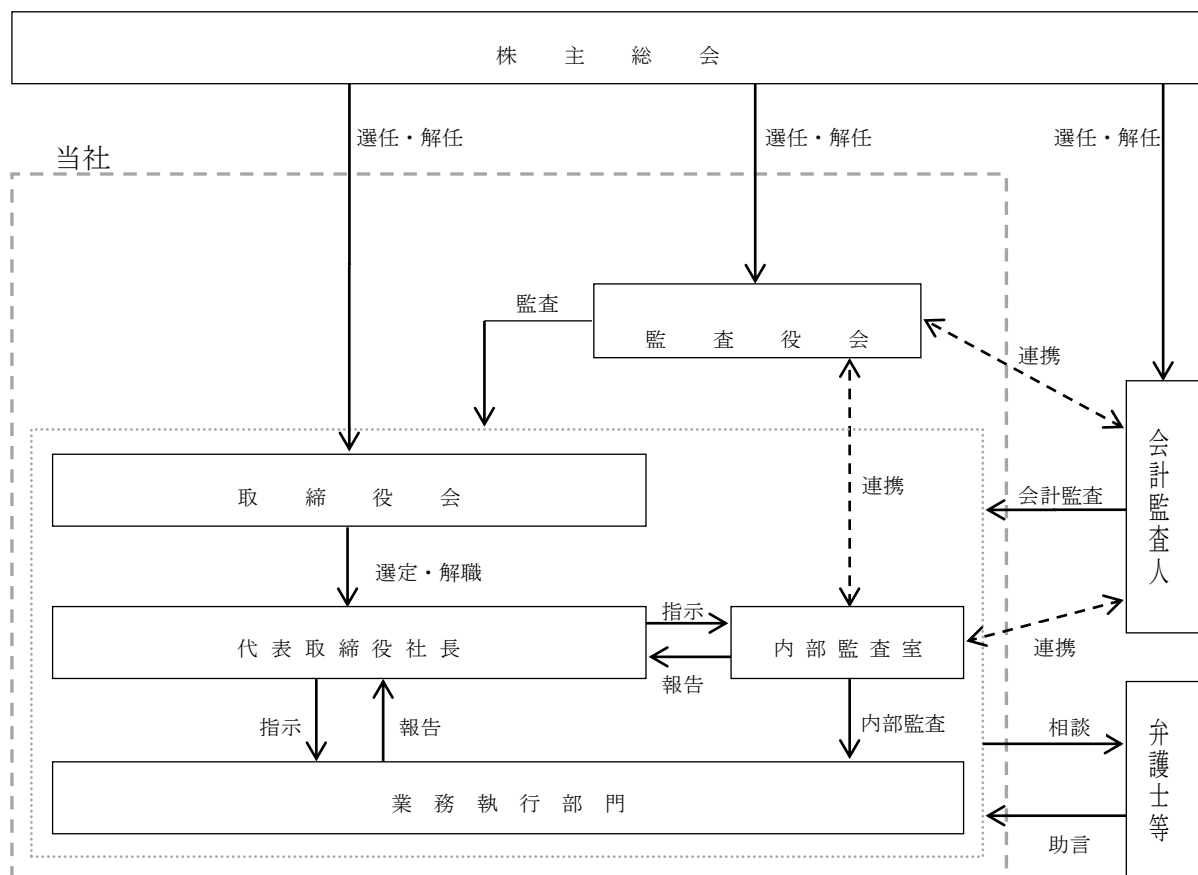 株主総会
選任・解任
選任・解任
選任・解任
当社
監査
監査役会
連携
会計監査人
取締役会
連携
会計監査
選定・解職
代表取締役社長
指示
報告
内部監査室
連携
指示
報告
内部監査
相談
弁護士等
業務執行部門
助言